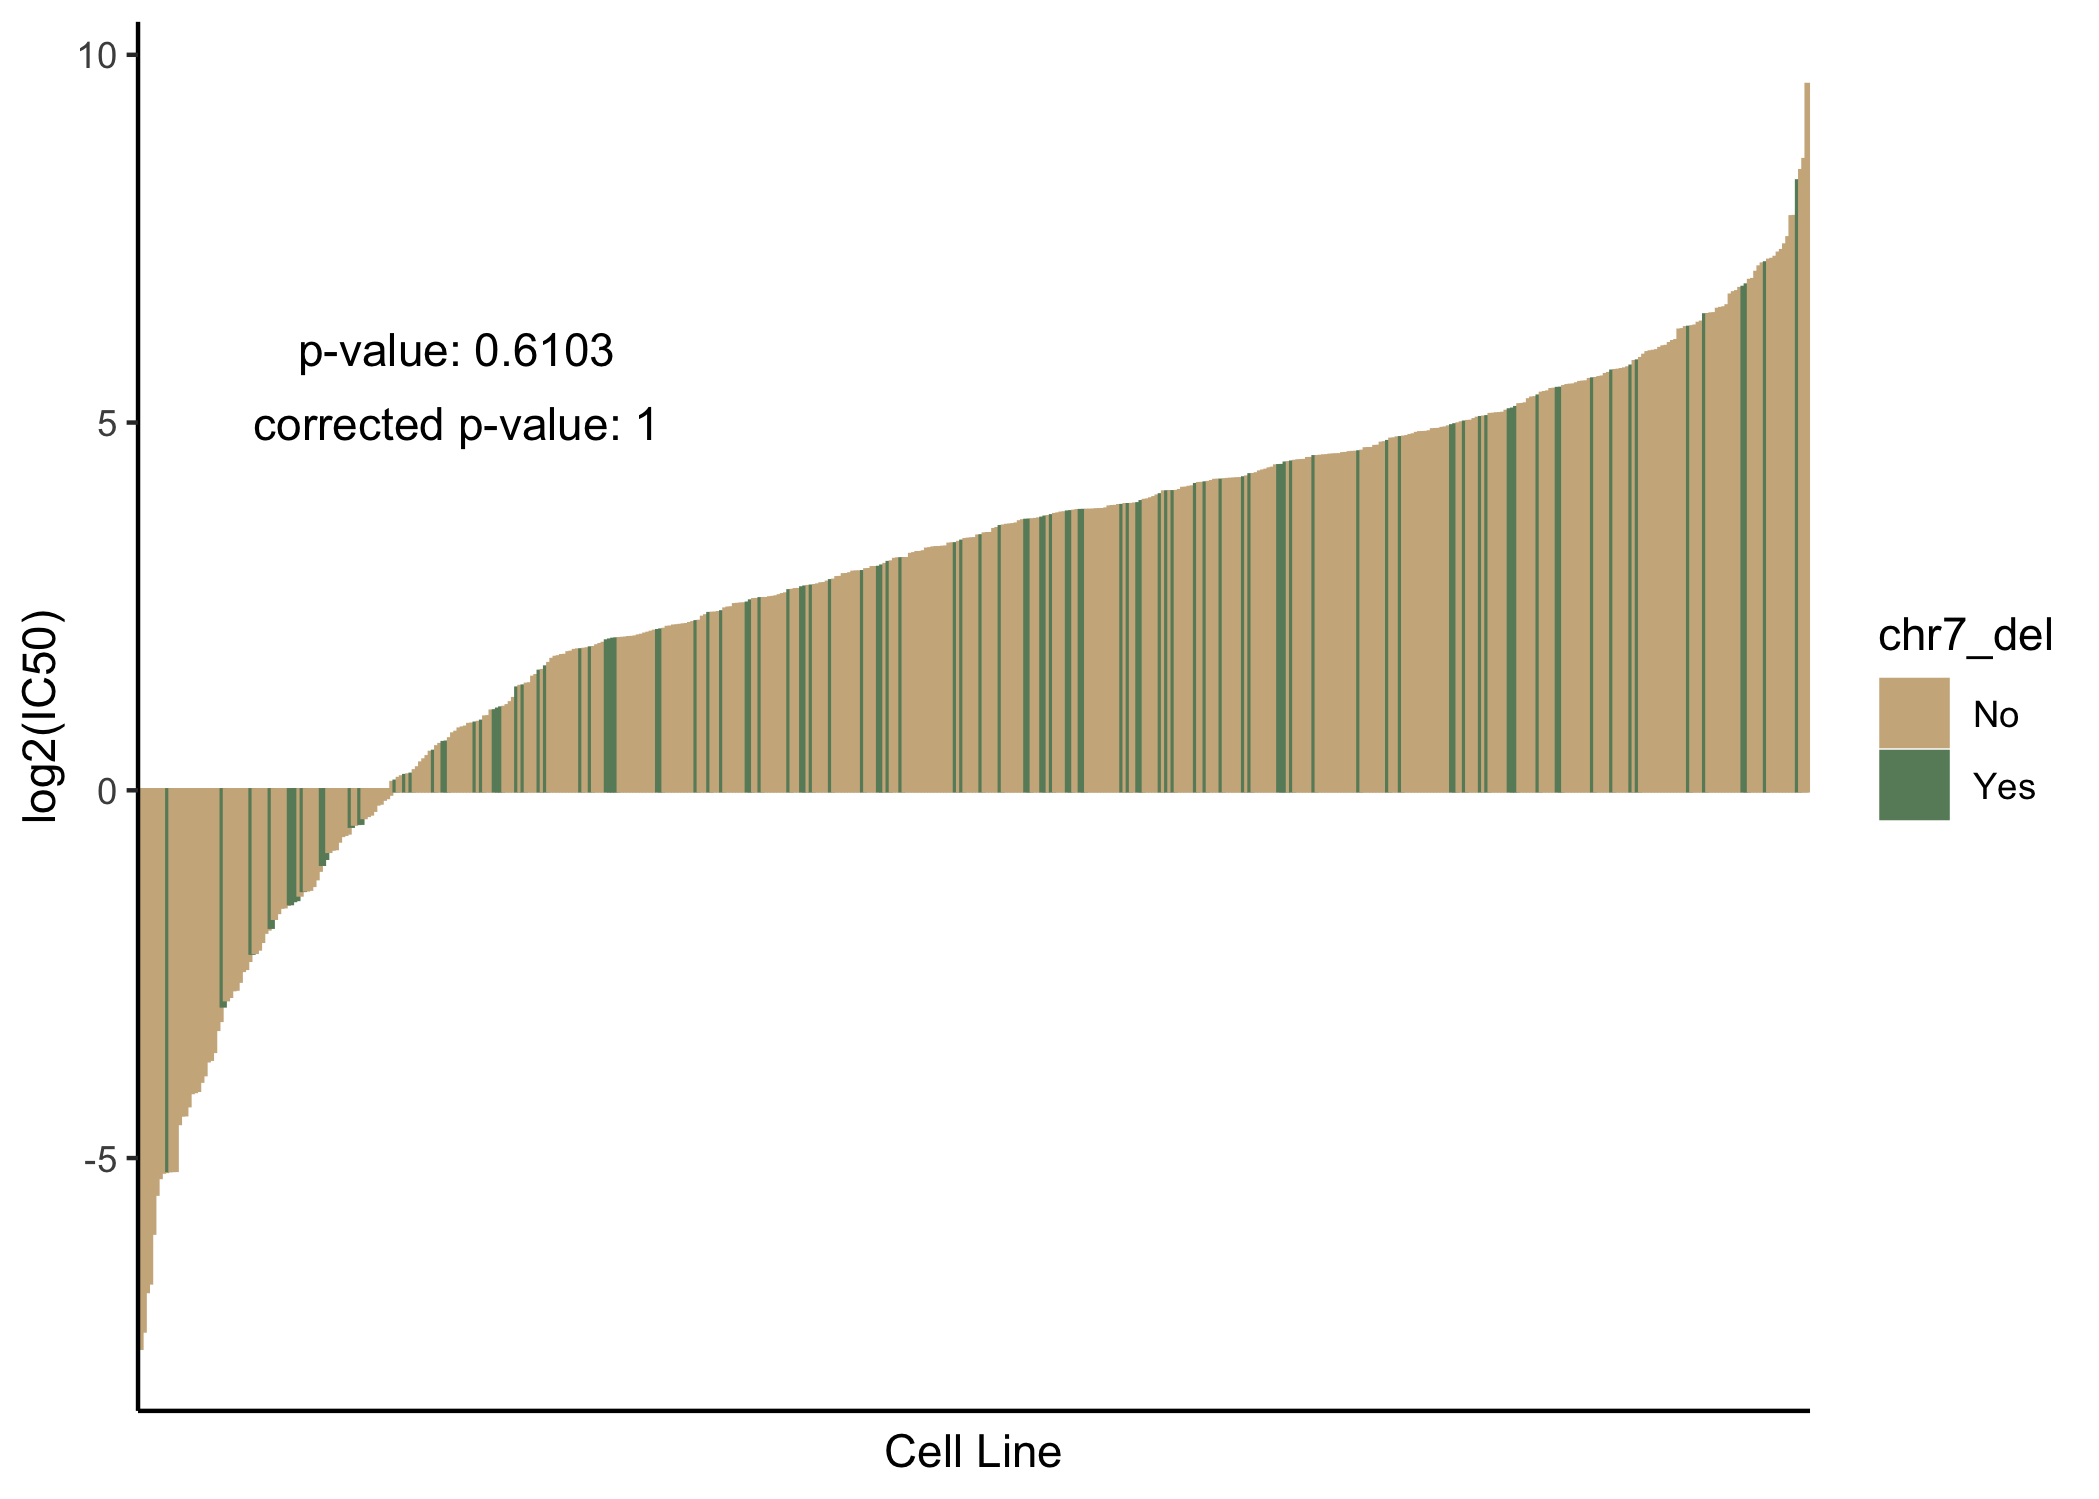 10
5
0
-5
log2(IC50)
p-value: 0.6103
corrected p-value: 1
Cell Line
chr7_del
No
Yes